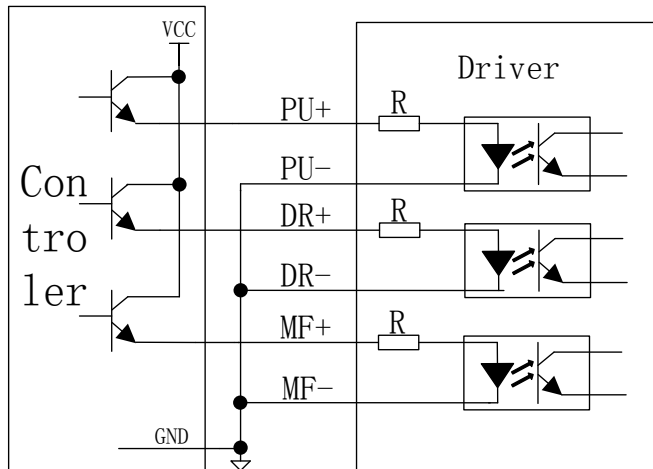 VCC
Driver
PU+
R
Con
tro
ler
PU-
DR+
R
DR-
MF+
R
MF-
GND